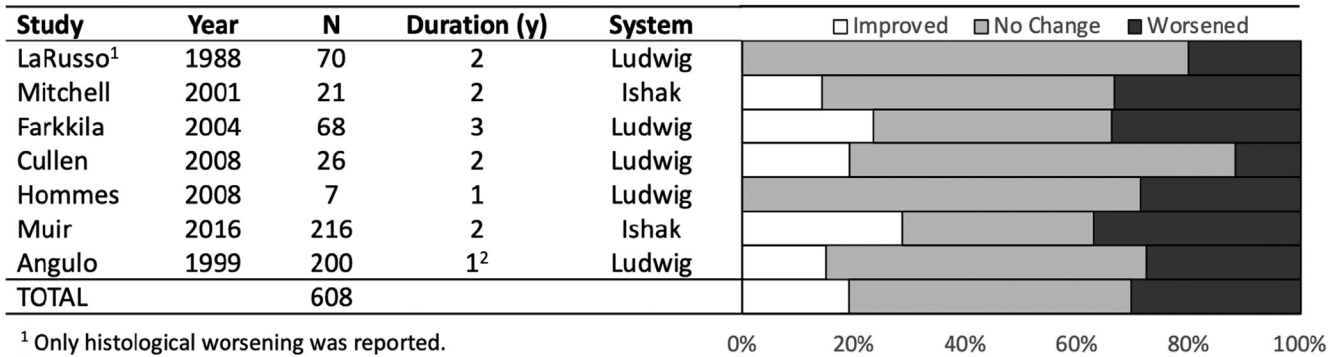 Study Year N Duration (y) System Improved No Change Worsened
LaRusso¹ 1988 70 2 Ludwig
Mitchell 2001 21 2 Ishak
Farkkila 2004 68 3 Ludwig
Cullen 2008 26 2 Ludwig
Hommes 2008 7 1 Ludwig
Muir 2016 216 2 Ishak
Angulo 1999 200 1² Ludwig
TOTAL 608
¹ Only histological worsening was reported. 0% 20% 40% 60% 80% 100%